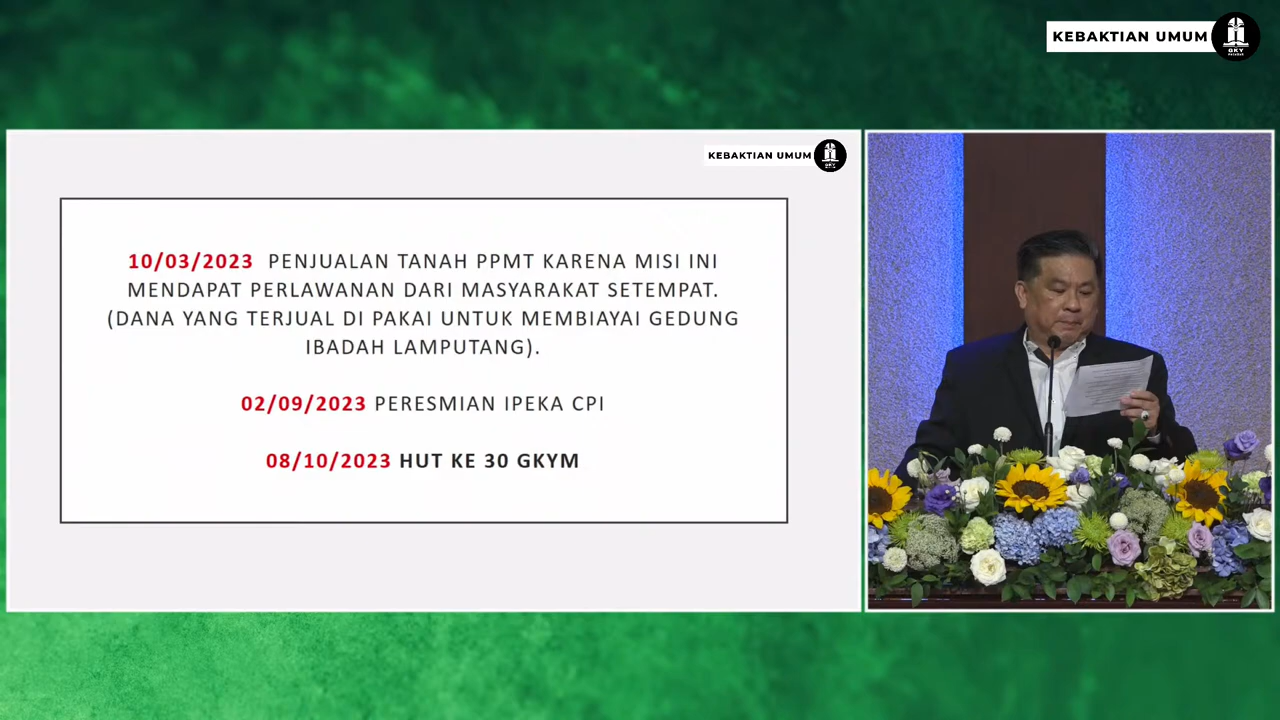 KEBAKTIAN UMUM
GKY
KEBAKTIAN UMUM
GKY
10/03/2023 PENJUALAN TANAH PPMT KARENA MISI INI
MENDAPAT PERLAWANAN DARI MASYARAKAT SETEMPAT.
(DANA YANG TERJUAL DI PAKAI UNTUK MEMBIAYAI GEDUNG
IBADAH LAMPUTANG).
02/09/2023 PERESMIAN IPEKA CPI
08/10/2023 HUT KE 30 GKYM